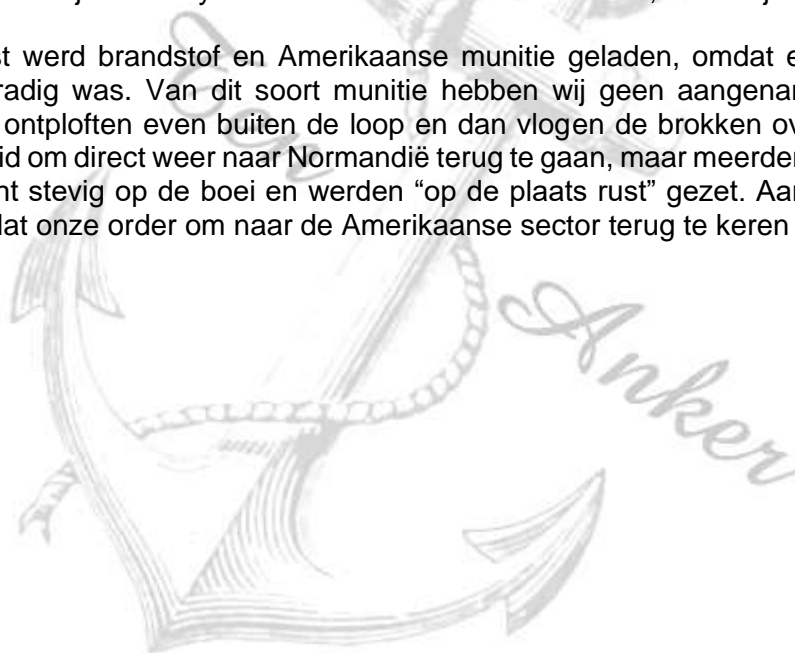 st werd brandstof en Amerikaanse munitie geladen, omdat e
radig was. Van dit soort munitie hebben wij geen aangenar
ontploften even buiten de loop en dan vlogen de brokken ov
id om direct weer naar Normandië terug te gaan, maar meerder
nt stevig op de boei en werden “op de plaats rust” gezet. Aar
lat onze order om naar de Amerikaanse sector terug te keren
Een
Anker